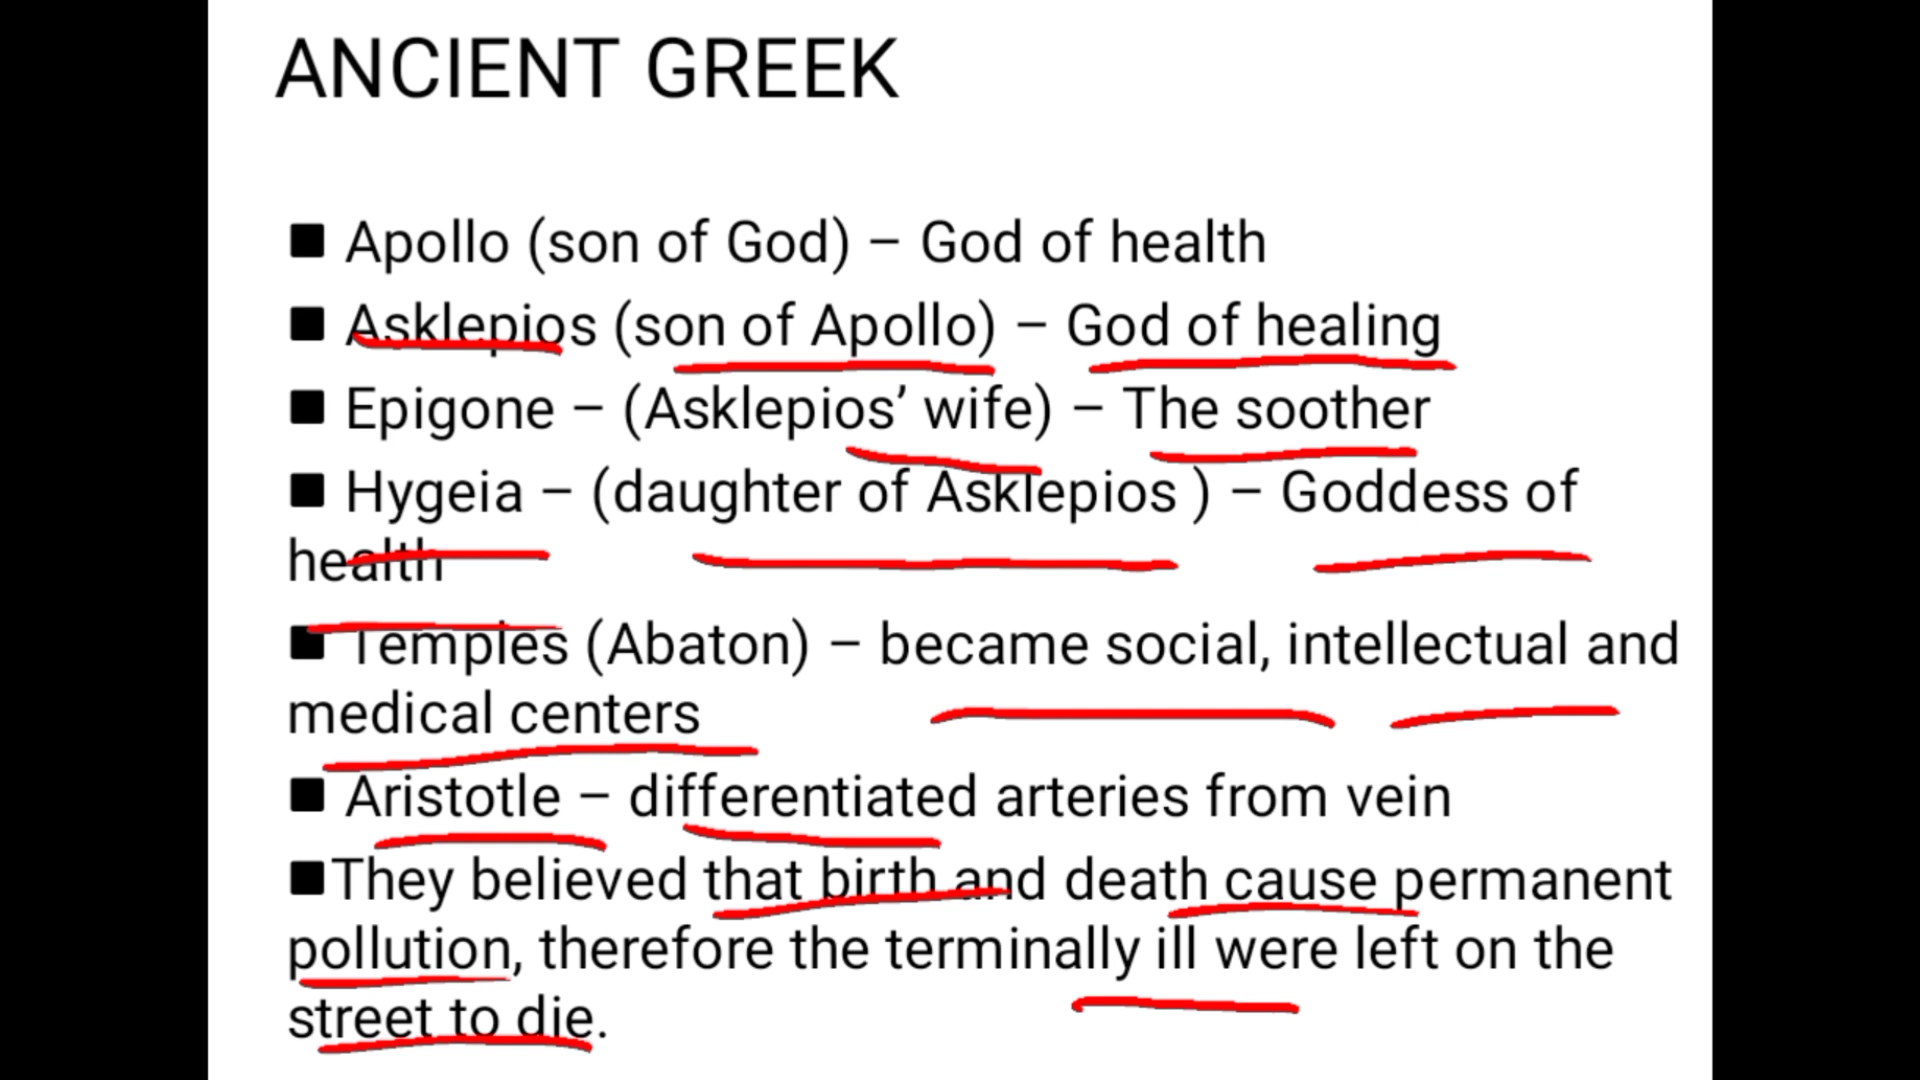 ANCIENT GREEK
■ Apollo (son of God) – God of health
■ Asklepios (son of Apollo) – God of healing
■ Epigone – (Asklepios’ wife) – The soother
■ Hygeia – (daughter of Asklepios ) – Goddess of
health
■ Temples (Abaton) – became social, intellectual and
medical centers
■ Aristotle – differentiated arteries from vein
■They believed that birth and death cause permanent
pollution, therefore the terminally ill were left on the
street to die.